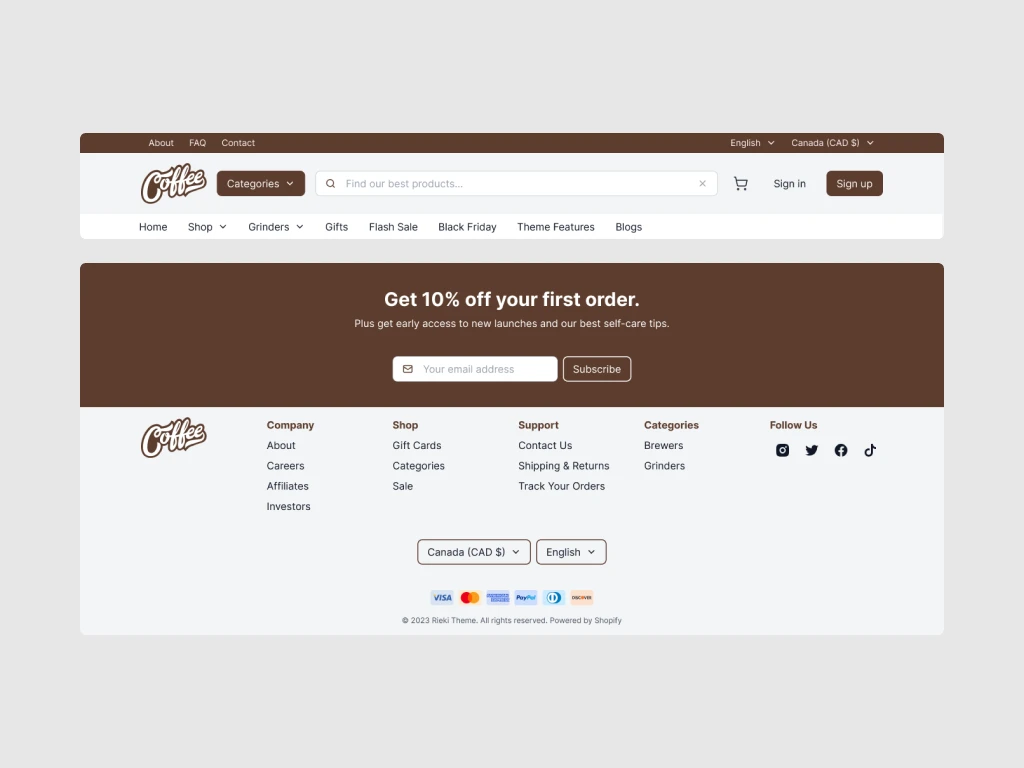 About FAQ Contact English Canada (CAD $)
Coffee Categories Find our best products... Sign in Sign up
Home Shop Grinders Gifts Flash Sale Black Friday Theme Features Blogs
Get 10% off your first order.
Plus get early access to new launches and our best self-care tips.
Your email address Subscribe
Coffee
Company
About
Careers
Affiliates
Investors
Shop
Gift Cards
Categories
Sale
Support
Contact Us
Shipping & Returns
Track Your Orders
Categories
Brewers
Grinders
Follow Us
Canada (CAD $) English
VISA PayPal DISCOVER
© 2023 Rieki Theme. All rights reserved. Powered by Shopify